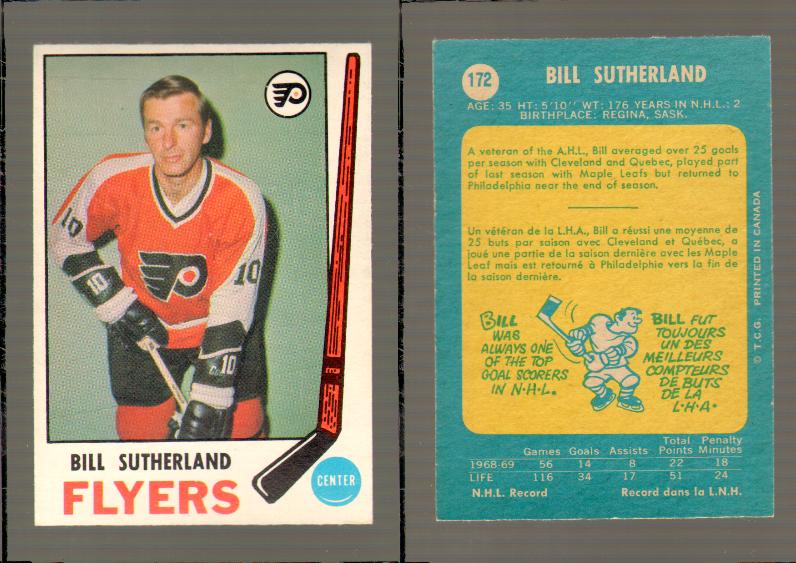 10
10
10
10
BILL SUTHERLAND
FLYERS
CENTER
172
BILL SUTHERLAND
AGE: 35 HT: 5'10'' WT: 176 YEARS IN N.H.L.: 2
BIRTHPLACE: REGINA, SASK.
A veteran of the A.H.L., Bill averaged over 25 goals
per season with Cleveland and Quebec, played part
of last season with Maple Leafs but returned to
Philadelphia near the end of season.
Un vétéran de la L.H.A., Bill a réussi une moyenne de
25 buts par saison avec Cleveland et Québec, a
joué une partie de la saison dernière avec les Maple
Leaf mais est retourné à Philadelphie vers la fin de
la saison dernière.
BILL
WAS
ALWAYS ONE
OF THE TOP
GOAL SCORERS
IN N·H·L.
BILL FUT
TOUJOURS
UN DES
MEILLEURS
COMPTEURS
DE BUTS
DE LA
L·H·A·
Games Goals Assists Total Points Penalty Minutes
1968-69 56 14 8 22 18
LIFE 116 34 17 51 24
N.H.L. Record Record dans la L.N.H.
© T.C.G. PRINTED IN CANADA